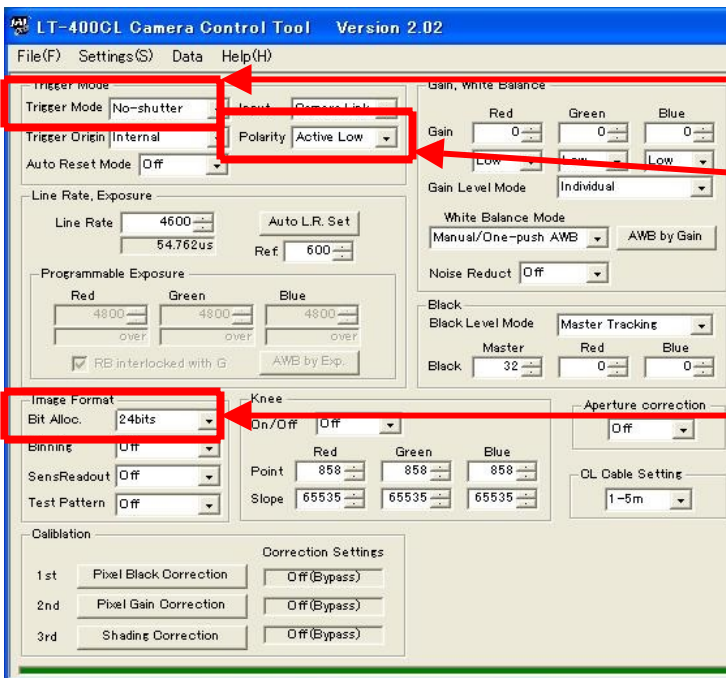 LT-400CL Camera Control Tool Version 2.02
File(F) Settings(S) Data Help(H)
Trigger Mode
Trigger Mode No-shutter Input Camera Link
Trigger Origin Internal Polarity Active Low
Auto Reset Mode Off
Line Rate, Exposure
Line Rate 4600 Auto L.R. Set
54.762us Ref. 600
Programmable Exposure
Red Green Blue
4800 4800 4800
over over over
RB interlocked with G AWB by Exp.
Image Format
Bit Alloc. 24bits
Binning Off
SensReadout Off
Test Pattern Off
Gain, White Balance
Red Green Blue
Gain 0 0 0
Low Low Low
Gain Level Mode Individual
White Balance Mode
Manual/One-push AWB AWB by Gain
Noise Reduct Off
Black
Black Level Mode Master Tracking
Master Red Blue
Black 32 0 0
Knee
On/Off Off
Red Green Blue
Point 858 858 858
Slope 65535 65535 65535
Aperture correction
Off
CL Cable Setting
1-5m
Caliblation
Correction Settings
1st Pixel Black Correction Off(Bypass)
2nd Pixel Gain Correction Off(Bypass)
3rd Shading Correction Off(Bypass)